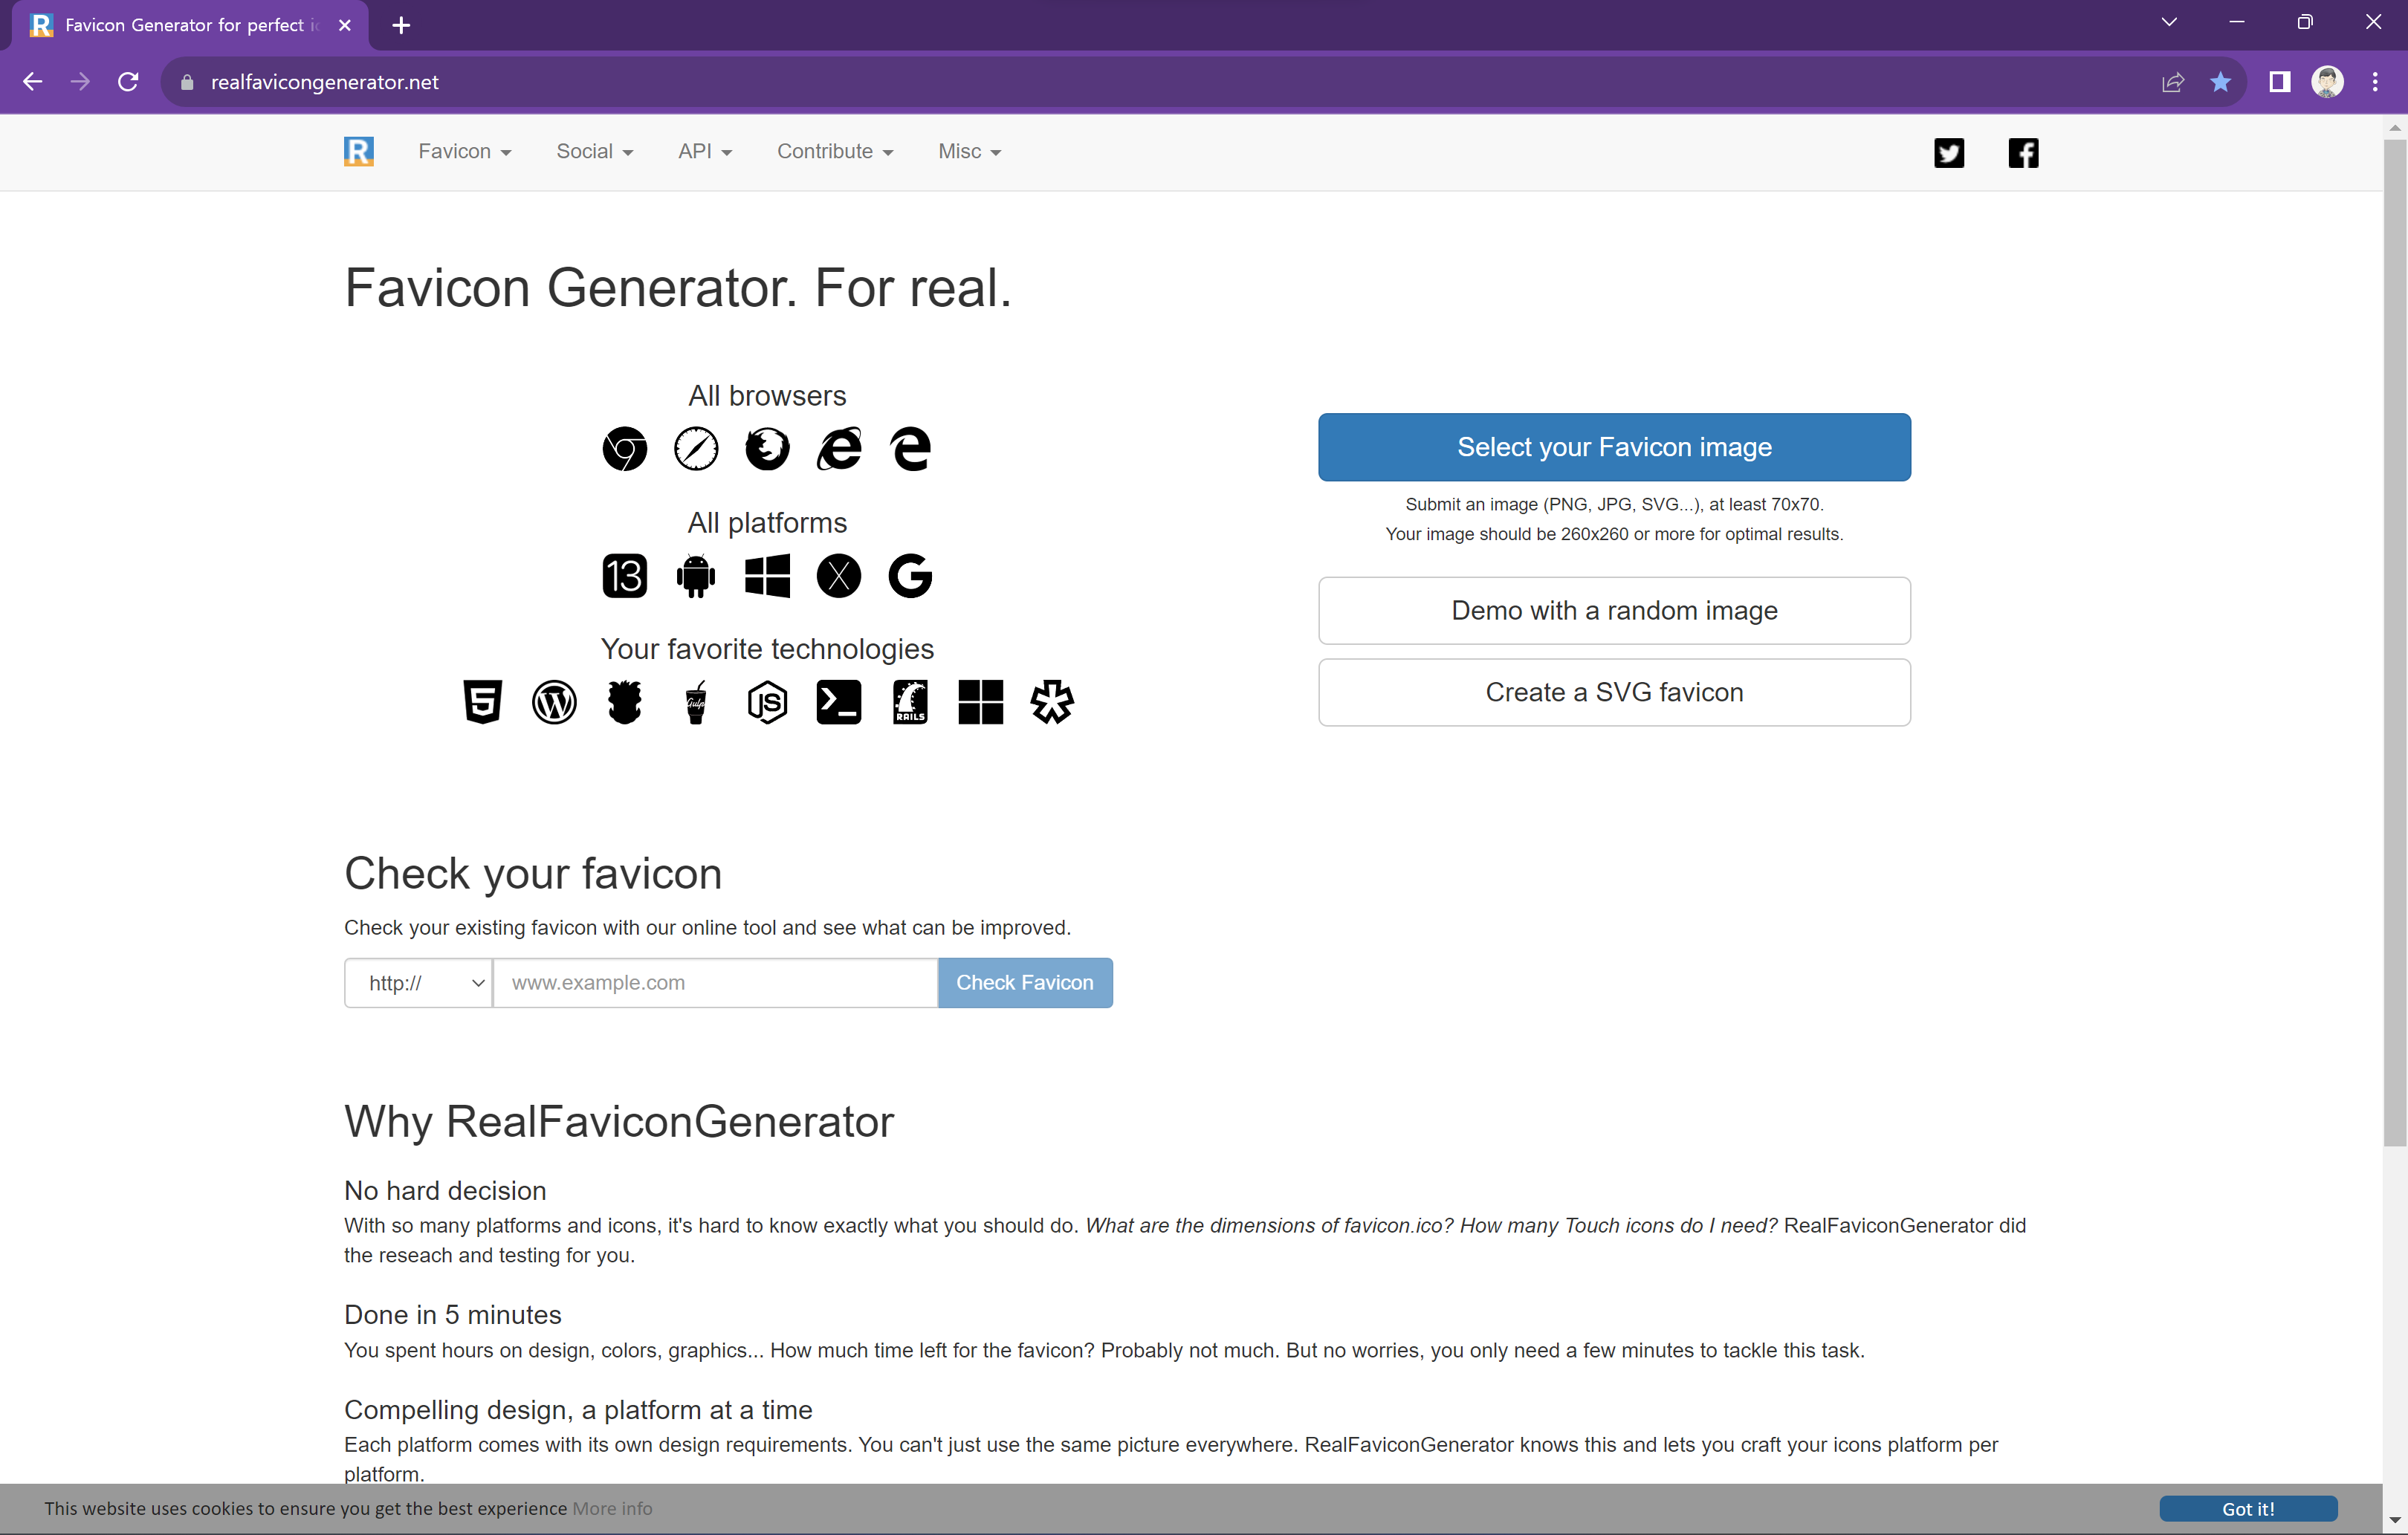 Favicon Generator for perfect i
realfavicongenerator.net
R Favicon Social API Contribute Misc
Favicon Generator. For real.
All browsers
All platforms
13
Your favorite technologies
5 Gulp JS RAILS
Select your Favicon image
Submit an image (PNG, JPG, SVG...), at least 70x70.
Your image should be 260x260 or more for optimal results.
Demo with a random image
Create a SVG favicon
Check your favicon
Check your existing favicon with our online tool and see what can be improved.
http:// www.example.com Check Favicon
Why RealFaviconGenerator
No hard decision
With so many platforms and icons, it's hard to know exactly what you should do. What are the dimensions of favicon.ico? How many Touch icons do I need? RealFaviconGenerator did
the reseach and testing for you.
Done in 5 minutes
You spent hours on design, colors, graphics... How much time left for the favicon? Probably not much. But no worries, you only need a few minutes to tackle this task.
Compelling design, a platform at a time
Each platform comes with its own design requirements. You can't just use the same picture everywhere. RealFaviconGenerator knows this and lets you craft your icons platform per
platform.
This website uses cookies to ensure you get the best experience More info Got it!